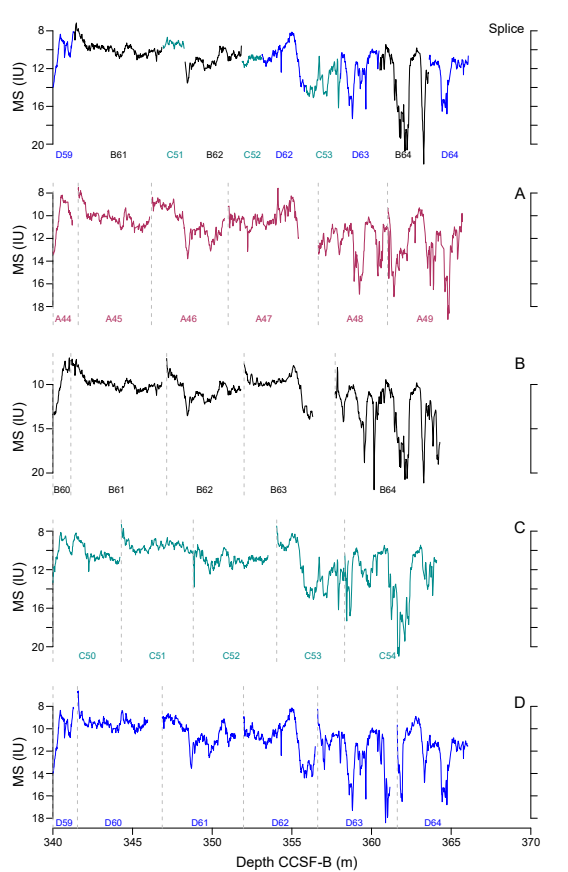 Splice
8
12
16
20
MS (IU)
D59 B61 C51 B62 C52 D62 C53 D63 B64 D64
A
8
10
12
14
16
18
MS (IU)
A44 A45 A46 A47 A48 A49
B
10
15
20
MS (IU)
B60 B61 B62 B63 B64
C
8
12
16
20
MS (IU)
C50 C51 C52 C53 C54
D
8
10
12
14
16
18
MS (IU)
D59 D60 D61 D62 D63 D64
340 345 350 355 360 365 370
Depth CCSF-B (m)